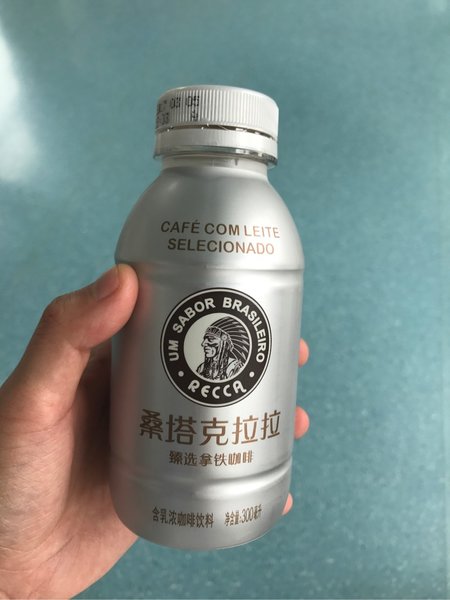 CAFÉ COM LEITE
SELECIONADO
UM SABOR BRASILEIRO
RECCA
桑塔克拉拉
臻选拿铁咖啡
含乳浓咖啡饮料 净含量:300毫升